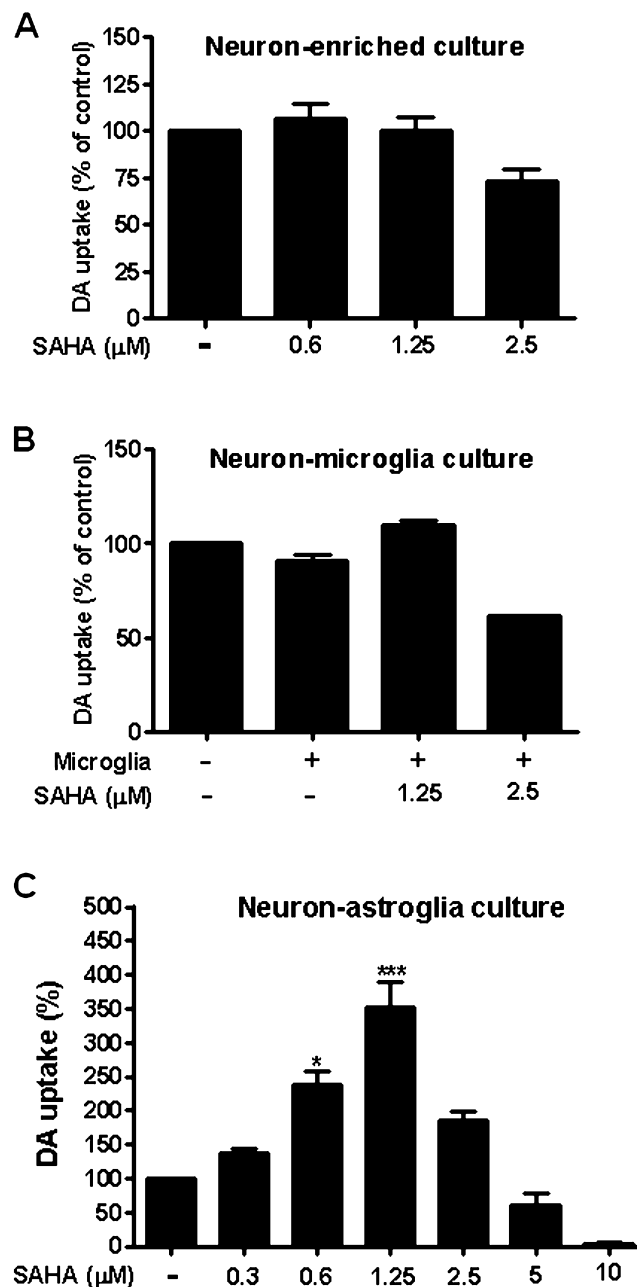 A
Neuron-enriched culture
DA uptake (% of control)
150
125
100
75
50
25
0
SAHA (µM) - 0.6 1.25 2.5
B
Neuron-microglia culture
DA uptake (% of control)
150
100
50
0
Microglia - + + +
SAHA (µM) - - 1.25 2.5
C
Neuron-astroglia culture
DA uptake (%)
500
450
400
350
300
250
200
150
100
50
0
***
*
SAHA (µM) - 0.3 0.6 1.25 2.5 5 10